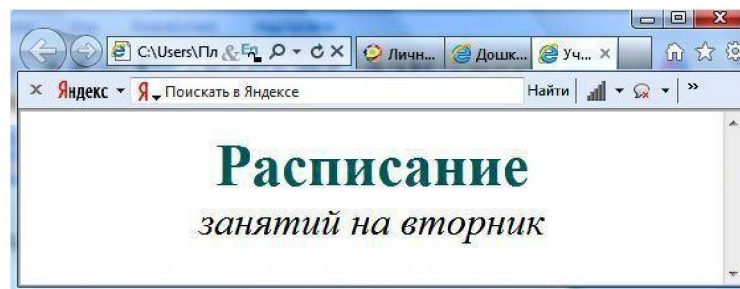 C:\Users\Пл
Личн...
Дошк...
Уч...
Яндекс
Я Поискать в Яндексе
Найти
Расписание
занятий на вторник